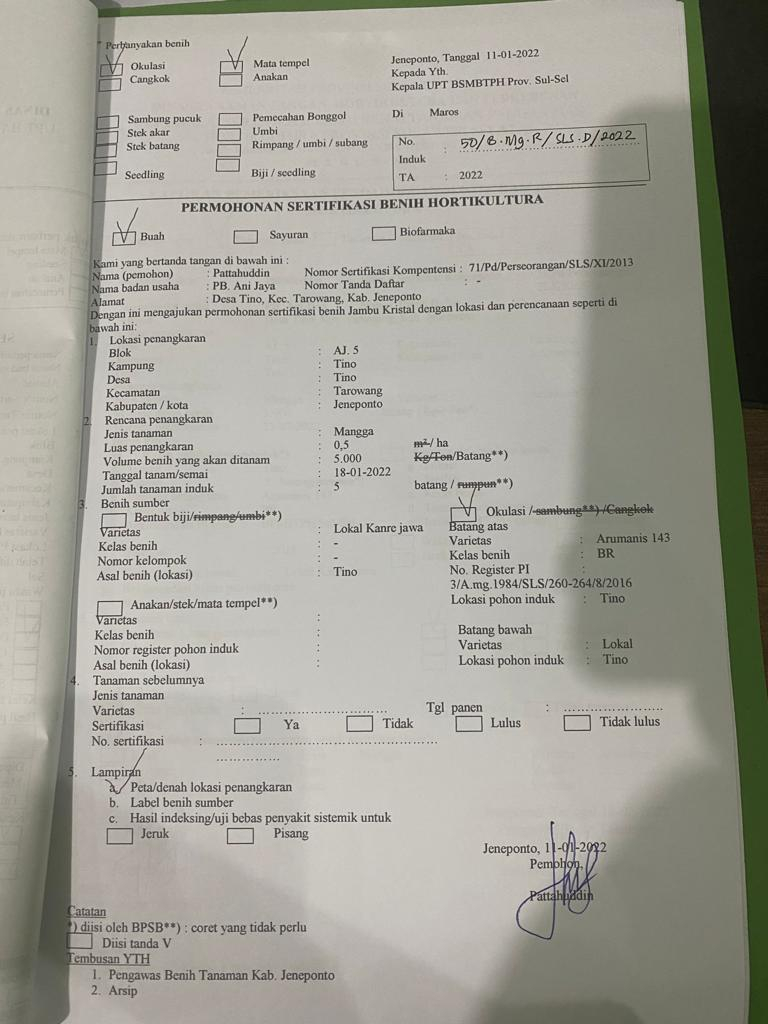 * Perbanyakan benih
Okulasi Mata tempel
Cangkok Anakan
Jeneponto, Tanggal 11-01-2022
Kepada Yth.
Kepala UPT BSMBTPH Prov. Sul-Sel
Di Maros
Sambung pucuk Pemecahan Bonggol
Stek akar Umbi
Stek batang Rimpang / umbi / subang
Seedling Biji / seedling
No. Induk : 50/B.Mg.R/SLS.D/2022
TA : 2022
PERMOHONAN SERTIFIKASI BENIH HORTIKULTURA
Buah Sayuran Biofarmaka
Kami yang bertanda tangan di bawah ini :
Nama (pemohon) : Pattahuddin Nomor Sertifikasi Kompentensi : 71/Pd/Perseorangan/SLS/XI/2013
Nama badan usaha : PB. Ani Jaya Nomor Tanda Daftar : -
Alamat : Desa Tino, Kec. Tarowang, Kab. Jeneponto
Dengan ini mengajukan permohonan sertifikasi benih Jambu Kristal dengan lokasi dan perencanaan seperti di
bawah ini:
1. Lokasi penangkaran
Blok : AJ. 5
Kampung : Tino
Desa : Tino
Kecamatan : Tarowang
Kabupaten / kota : Jeneponto
2. Rencana penangkaran
Jenis tanaman : Mangga
Luas penangkaran : 0,5 m²/ ha
Volume benih yang akan ditanam : 5.000 Kg/Ton/Batang**)
Tanggal tanam/semai : 18-01-2022
Jumlah tanaman induk : 5 batang / rumpun**)
3. Benih sumber
Bentuk biji/rimpang/umbi**)
Varietas : Lokal Kanre jawa
Kelas benih : -
Nomor kelompok : -
Asal benih (lokasi) : Tino
Okulasi /-sambung**) /Cangkok
Batang atas
Varietas : Arumanis 143
Kelas benih : BR
No. Register PI :
3/A.mg.1984/SLS/260-264/8/2016
Lokasi pohon induk : Tino
Anakan/stek/mata tempel**)
Varietas :
Kelas benih :
Nomor register pohon induk :
Asal benih (lokasi) :
Batang bawah
Varietas : Lokal
Lokasi pohon induk : Tino
4. Tanaman sebelumnya
Jenis tanaman
Varietas : .................... Tgl panen : ....................
Sertifikasi Ya Tidak Lulus Tidak lulus
No. sertifikasi : ........................................
5. Lampiran
a. Peta/denah lokasi penangkaran
b. Label benih sumber
c. Hasil indeksing/uji bebas penyakit sistemik untuk
Jeruk Pisang
Jeneponto, 11-01-2022
Pemohon,
Pattahuddin
Catatan
*) diisi oleh BPSB**) : coret yang tidak perlu
Diisi tanda V
Tembusan YTH
1. Pengawas Benih Tanaman Kab. Jeneponto
2. Arsip